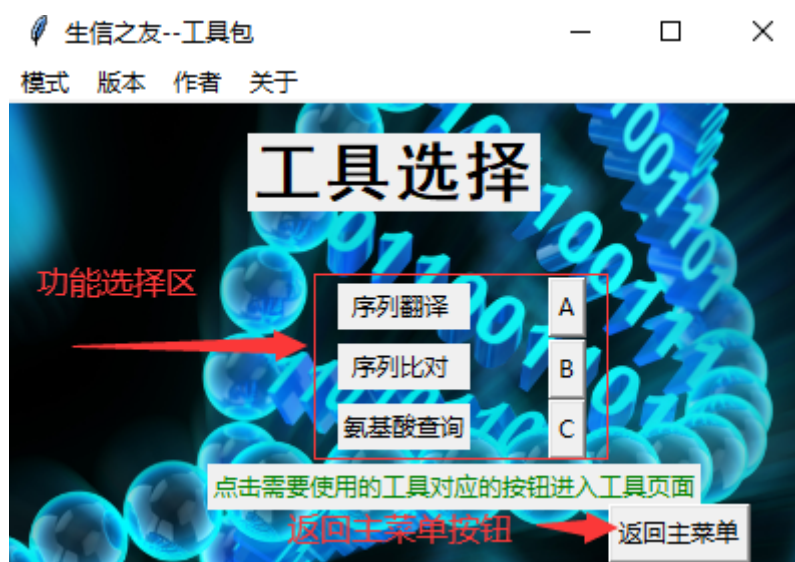 生信之友--工具包
模式 版本 作者 关于
工具选择
功能选择区
序列翻译 A
序列比对 B
氨基酸查询 C
点击需要使用的工具对应的按钮进入工具页面
返回主菜单按钮 返回主菜单